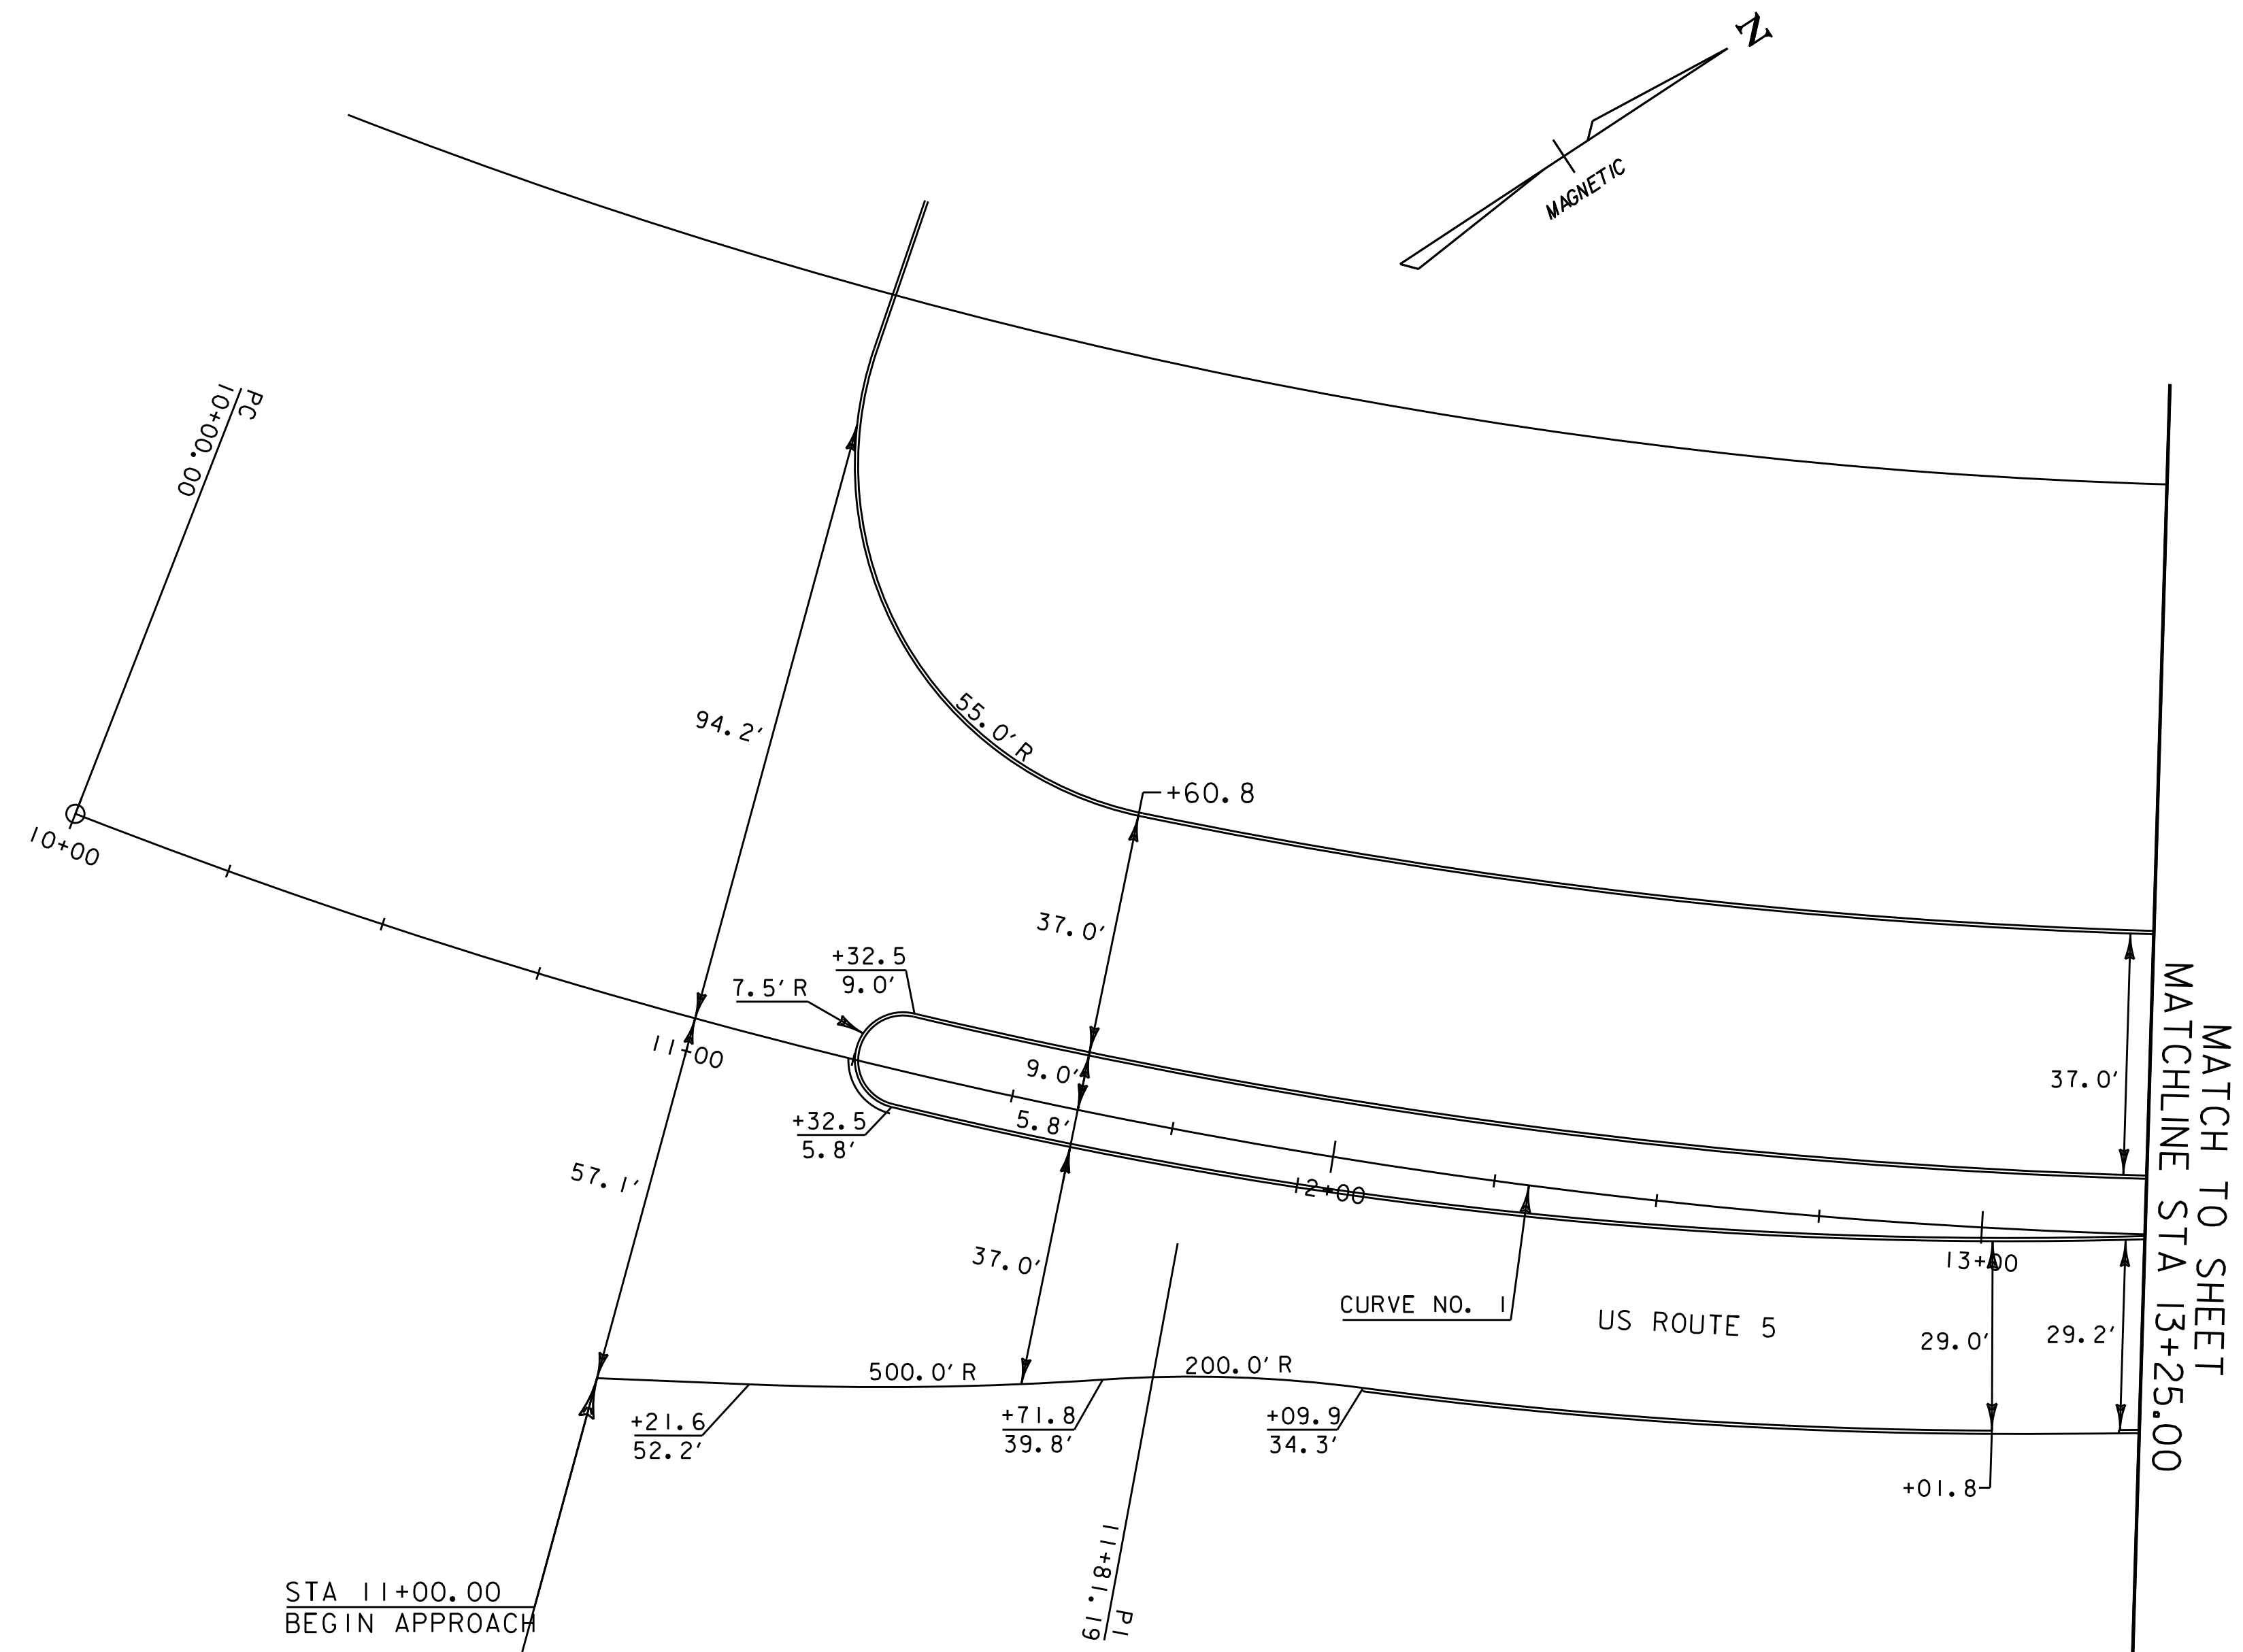 N
MAGNETIC
PC
10+00.00
10+00
94.2'
55.0' R
+60.8
37.0'
+32.5
9.0'
7.5' R
11+00
9.0'
5.8'
+32.5
5.8'
57.1'
37.0'
12+00
CURVE NO. 1
US ROUTE 5
13+00
37.0'
29.0'
29.2'
MATCH TO SHEET
MATCHLINE STA 13+25.00
500.0' R
200.0' R
+21.6
52.2'
+71.8
39.8'
+09.9
34.3'
+01.8
PI
11+81.19
STA 11+00.00
BEGIN APPROACH